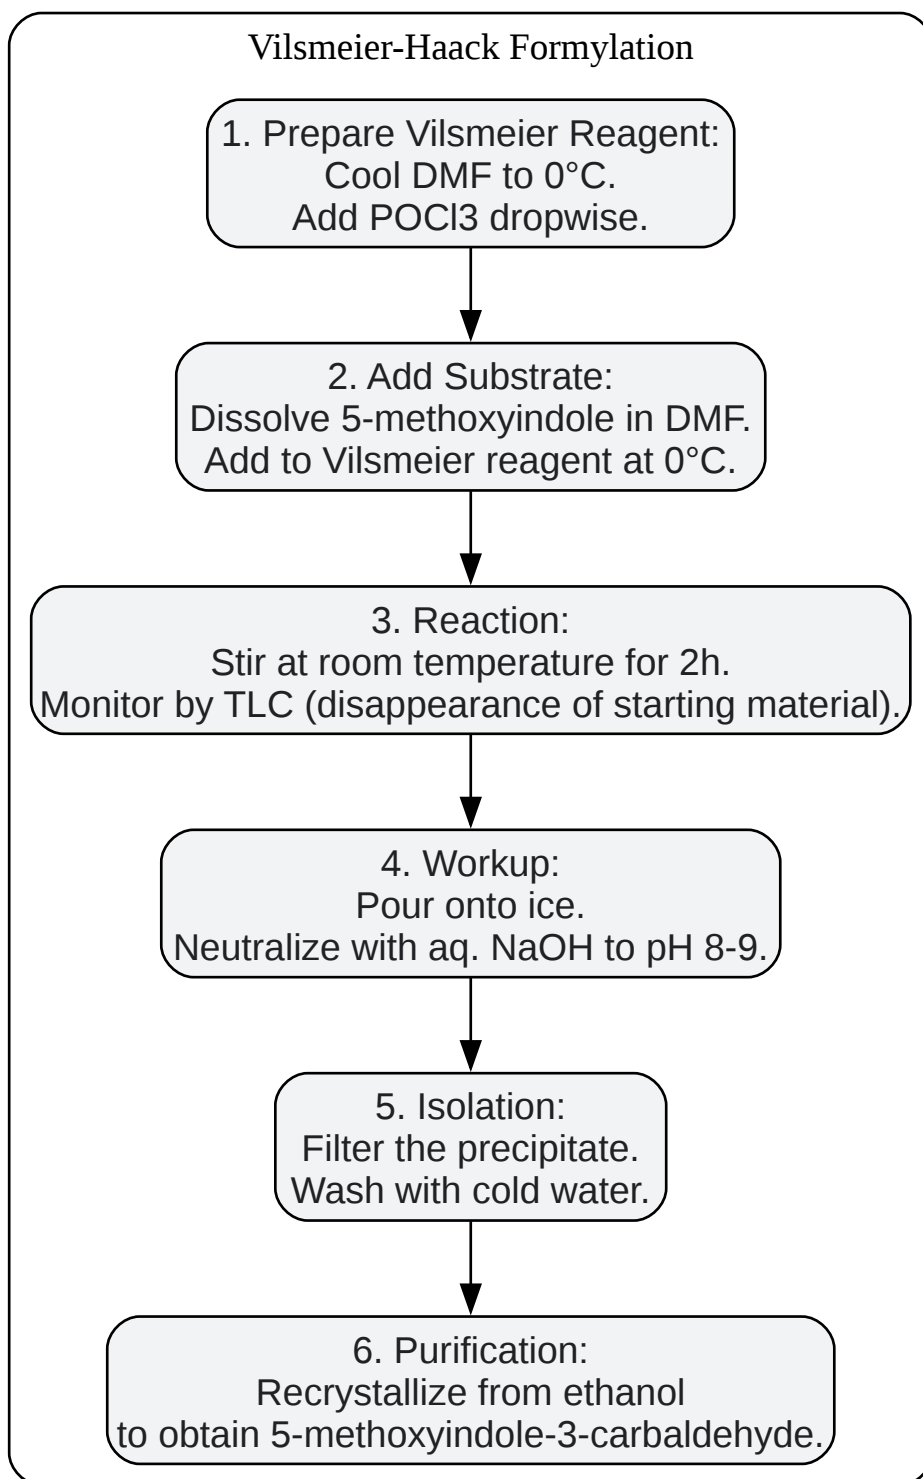 Vilsmeier-Haack Formylation
1. Prepare Vilsmeier Reagent:
Cool DMF to 0°C.
Add POCl3 dropwise.
2. Add Substrate:
Dissolve 5-methoxyindole in DMF.
Add to Vilsmeier reagent at 0°C.
3. Reaction:
Stir at room temperature for 2h.
Monitor by TLC (disappearance of starting material).
4. Workup:
Pour onto ice.
Neutralize with aq. NaOH to pH 8-9.
5. Isolation:
Filter the precipitate.
Wash with cold water.
6. Purification:
Recrystallize from ethanol
to obtain 5-methoxyindole-3-carbaldehyde.